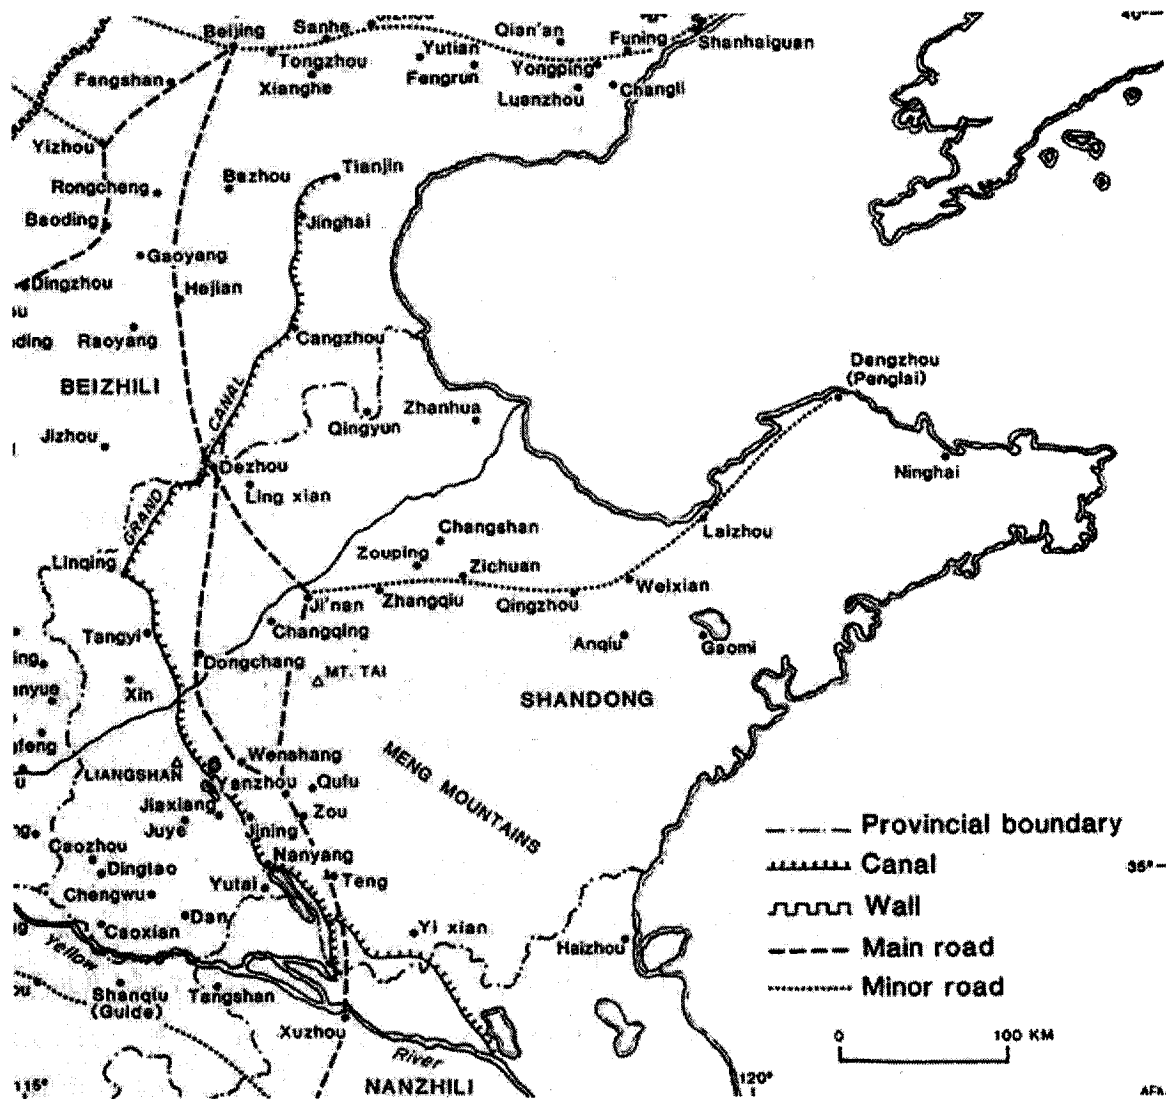 Beijing
Sanhe
Qian'an
Funing
Shanhaiguan
40°
Tongzhou
Yutian
Fangshan
Xianghe
Fengrun
Yongping
Luanzhou
Changli
Yizhou
Tianjin
Rongcheng
Bazhou
Baoding
Jinghai
Gaoyang
Dingzhou
Hejian
Raoyang
Cangzhou
BEIZHILI
Dengzhou
(Penglai)
CANAL
Zhanhua
Qingyun
Jizhou
Dezhou
Ninghai
Ling xian
GRAND
Changshan
Laizhou
Zouping
Linqing
Zichuan
Weixian
Ji'nan
Zhangqiu
Qingzhou
Changqing
Tangyi
Anqiu
Gaomi
Dongchang
MT. TAI
Xin
SHANDONG
Wenshang
MENG MOUNTAINS
LIANGSHAN
Yanzhou
Qufu
Jiaxiang
Zou
Juye
Jining
Caozhou
Nanyang
Dingtao
Teng
Chengwu
Yutai
Dan
Caoxian
Yi xian
Haizhou
Yellow
Shanqiu
(Guide)
Tangshan
Xuzhou
River
NANZHILI
115°
120°
Provincial boundary
Canal
35°
Wall
Main road
Minor road
0 100 KM